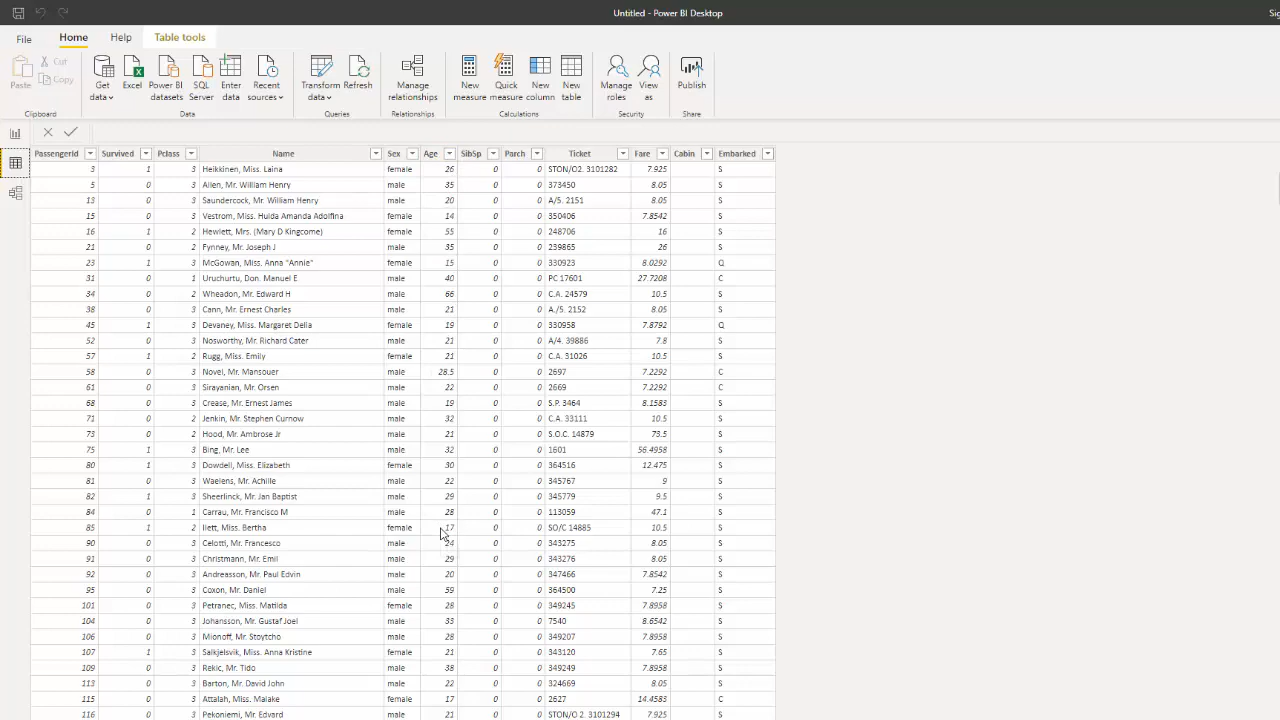 Untitled - Power BI Desktop
File Home Help Table tools
Paste
Cut
Copy
Get data
Excel
Power BI datasets
SQL Server
Enter data
Recent sources
Transform data
Refresh
Manage relationships
New measure
Quick measure
New column
New table
Manage roles
View as
Publish
Clipboard Data Queries Relationships Calculations Security Share
PassengerId Survived Pclass Name Sex Age SibSp Parch Ticket Fare Cabin Embarked
3 1 3 Heikkinen, Miss. Laina female 26 0 0 STON/O2. 3101282 7.925 S
5 0 3 Allen, Mr. William Henry male 35 0 0 373450 8.05 S
13 0 3 Saundercock, Mr. William Henry male 20 0 0 A/5. 2151 8.05 S
15 0 3 Vestrom, Miss. Hulda Amanda Adolfina female 14 0 0 350406 7.8542 S
16 1 2 Hewlett, Mrs. (Mary D Kingcome) female 55 0 0 248706 16 S
21 0 2 Fynney, Mr. Joseph J male 35 0 0 239865 26 S
23 1 3 McGowan, Miss. Anna "Annie" female 15 0 0 330923 8.0292 Q
31 0 1 Uruchurtu, Don. Manuel E male 40 0 0 PC 17601 27.7208 C
34 0 2 Wheadon, Mr. Edward H male 66 0 0 C.A. 24579 10.5 S
38 0 3 Cann, Mr. Ernest Charles male 21 0 0 A./5. 2152 8.05 S
45 1 3 Devaney, Miss. Margaret Delia female 19 0 0 330958 7.8792 Q
52 0 3 Nosworthy, Mr. Richard Cater male 21 0 0 A/4. 39886 7.8 S
57 1 2 Rugg, Miss. Emily female 21 0 0 C.A. 31026 10.5 S
58 0 3 Novel, Mr. Mansouer male 28.5 0 0 2697 7.2292 C
61 0 3 Sirayanian, Mr. Orsen male 22 0 0 2669 7.2292 C
68 0 3 Crease, Mr. Ernest James male 19 0 0 S.P. 3464 8.1583 S
71 0 2 Jenkin, Mr. Stephen Curnow male 32 0 0 C.A. 33111 10.5 S
73 0 2 Hood, Mr. Ambrose Jr male 21 0 0 S.O.C. 14879 73.5 S
75 1 3 Bing, Mr. Lee male 32 0 0 1601 56.4958 S
80 1 3 Dowdell, Miss. Elizabeth female 30 0 0 364516 12.475 S
81 0 3 Waelens, Mr. Achille male 22 0 0 345767 9 S
82 1 3 Sheerlinck, Mr. Jan Baptist male 29 0 0 345779 9.5 S
84 0 1 Carrau, Mr. Francisco M male 28 0 0 113059 47.1 S
85 1 2 Ilett, Miss. Bertha female 17 0 0 SO/C 14885 10.5 S
90 0 3 Celotti, Mr. Francesco male 24 0 0 343275 8.05 S
91 0 3 Christmann, Mr. Emil male 29 0 0 343276 8.05 S
92 0 3 Andreasson, Mr. Paul Edvin male 20 0 0 347466 7.8542 S
95 0 3 Coxon, Mr. Daniel male 59 0 0 364500 7.25 S
101 0 3 Petranec, Miss. Matilda female 28 0 0 349245 7.8958 S
104 0 3 Johansson, Mr. Gustaf Joel male 33 0 0 7540 8.6542 S
106 0 3 Mionoff, Mr. Stoytcho male 28 0 0 349207 7.8958 S
107 1 3 Salkjelsvik, Miss. Anna Kristine female 21 0 0 343120 7.65 S
109 0 3 Rekic, Mr. Tido male 38 0 0 349249 7.8958 S
113 0 3 Barton, Mr. David John male 22 0 0 324669 8.05 S
115 0 3 Attalah, Miss. Malake female 17 0 0 2627 14.4583 C
116 0 3 Pekoniemi, Mr. Edvard male 21 0 0 STON/O 2. 3101294 7.925 S